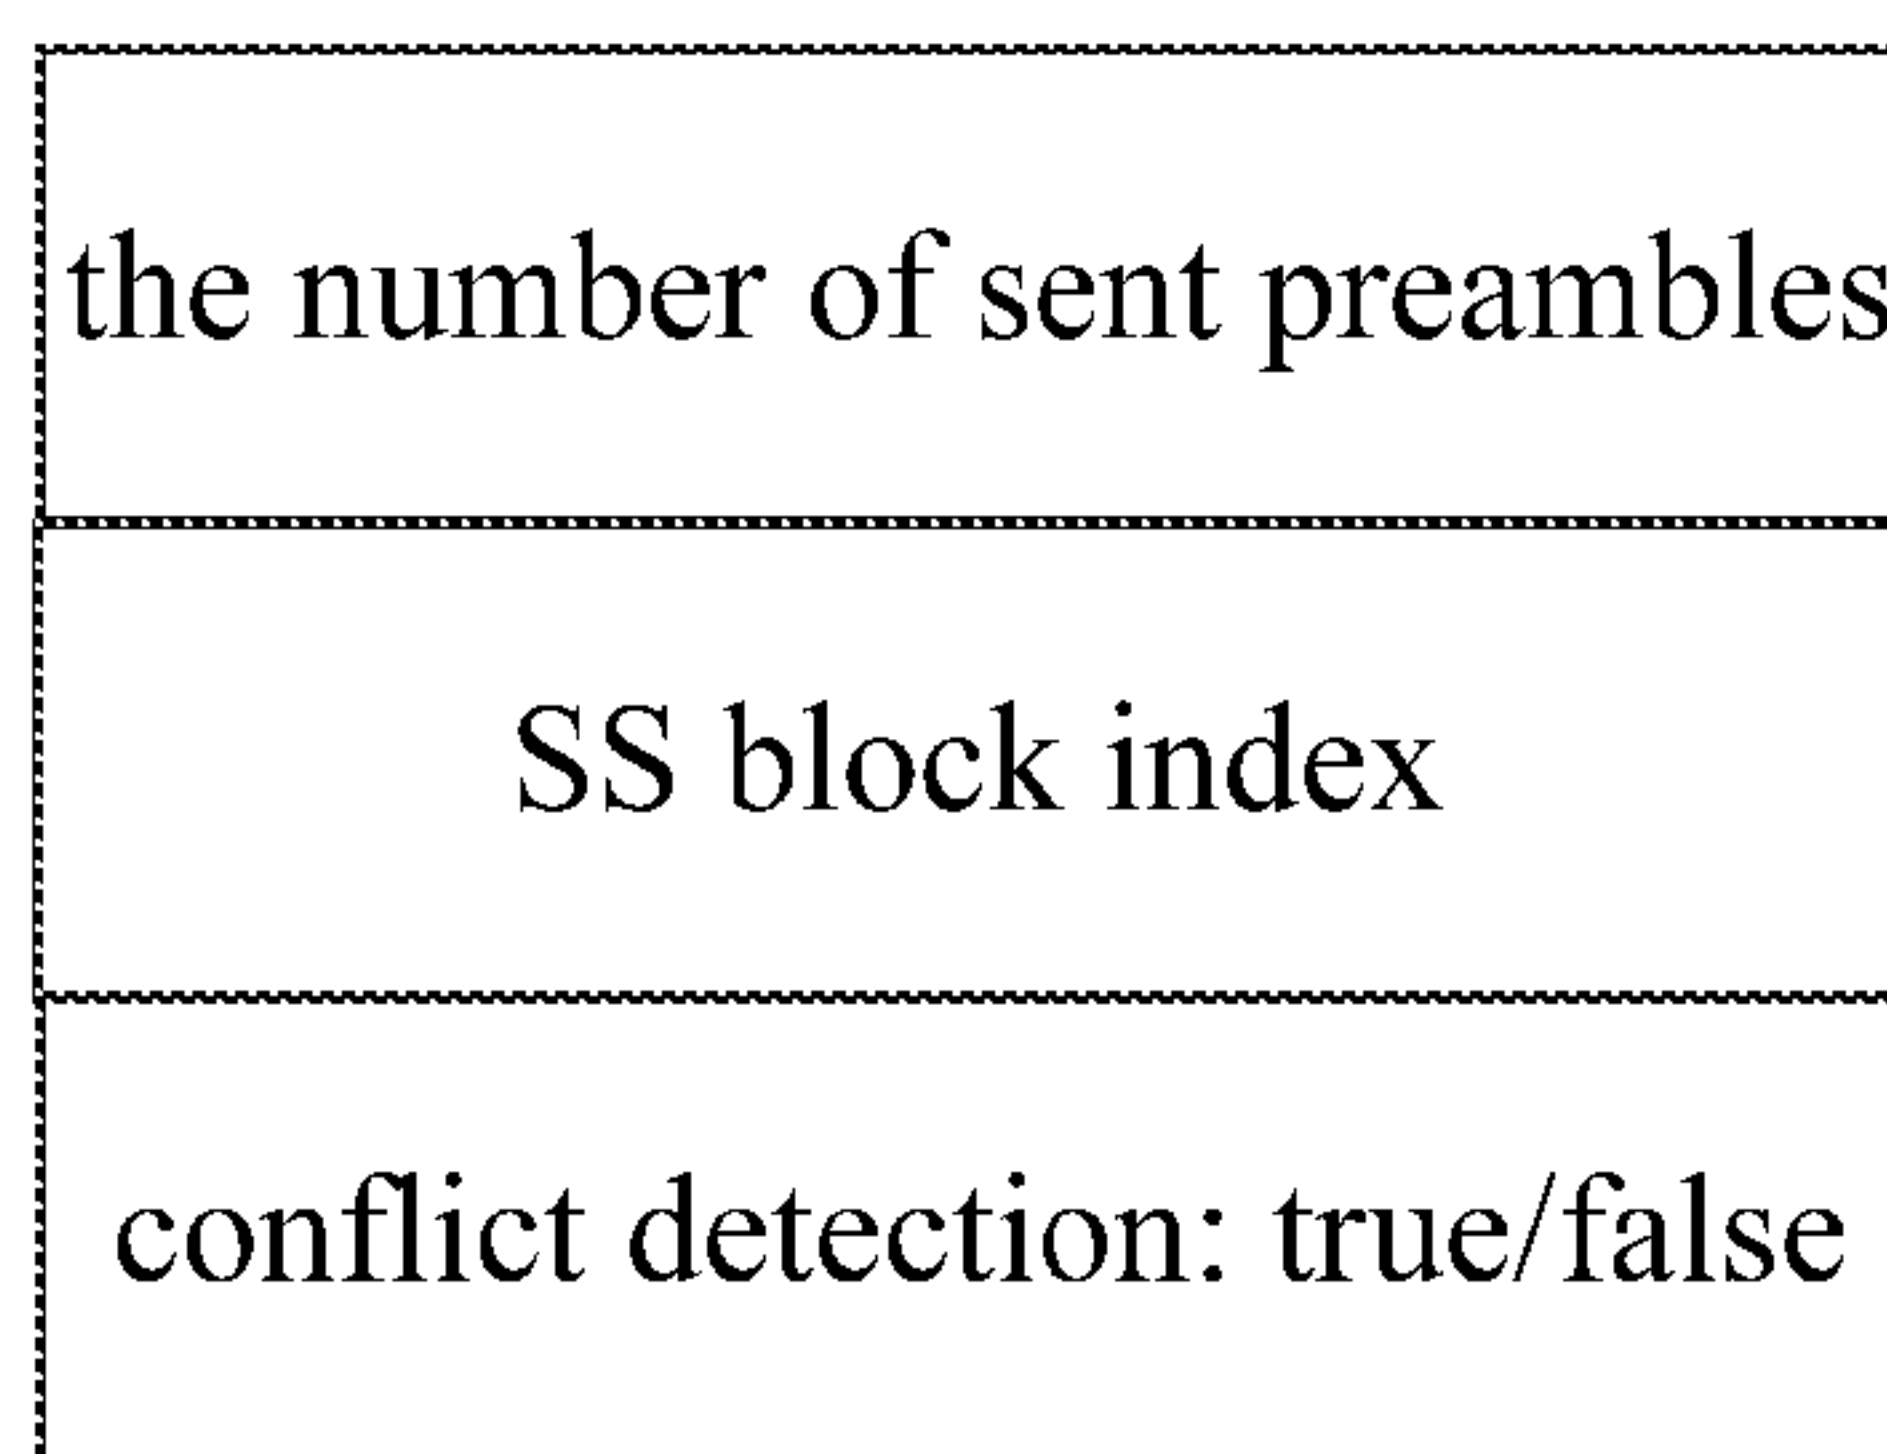 the number of sent preambles
SS block index
conflict detection: true/false